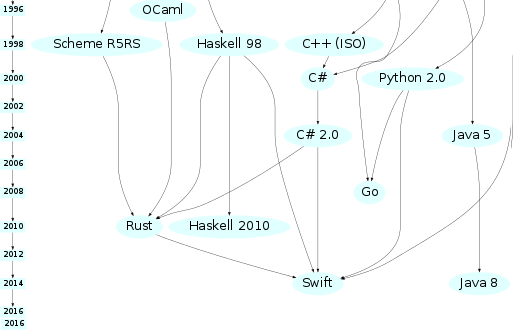 1996
OCaml
1998
Scheme R5RS
Haskell 98
C++ (ISO)
2000
C#
Python 2.0
2002
2004
C# 2.0
Java 5
2006
2008
Go
2010
Rust
Haskell 2010
2012
2014
Swift
Java 8
2016
2016